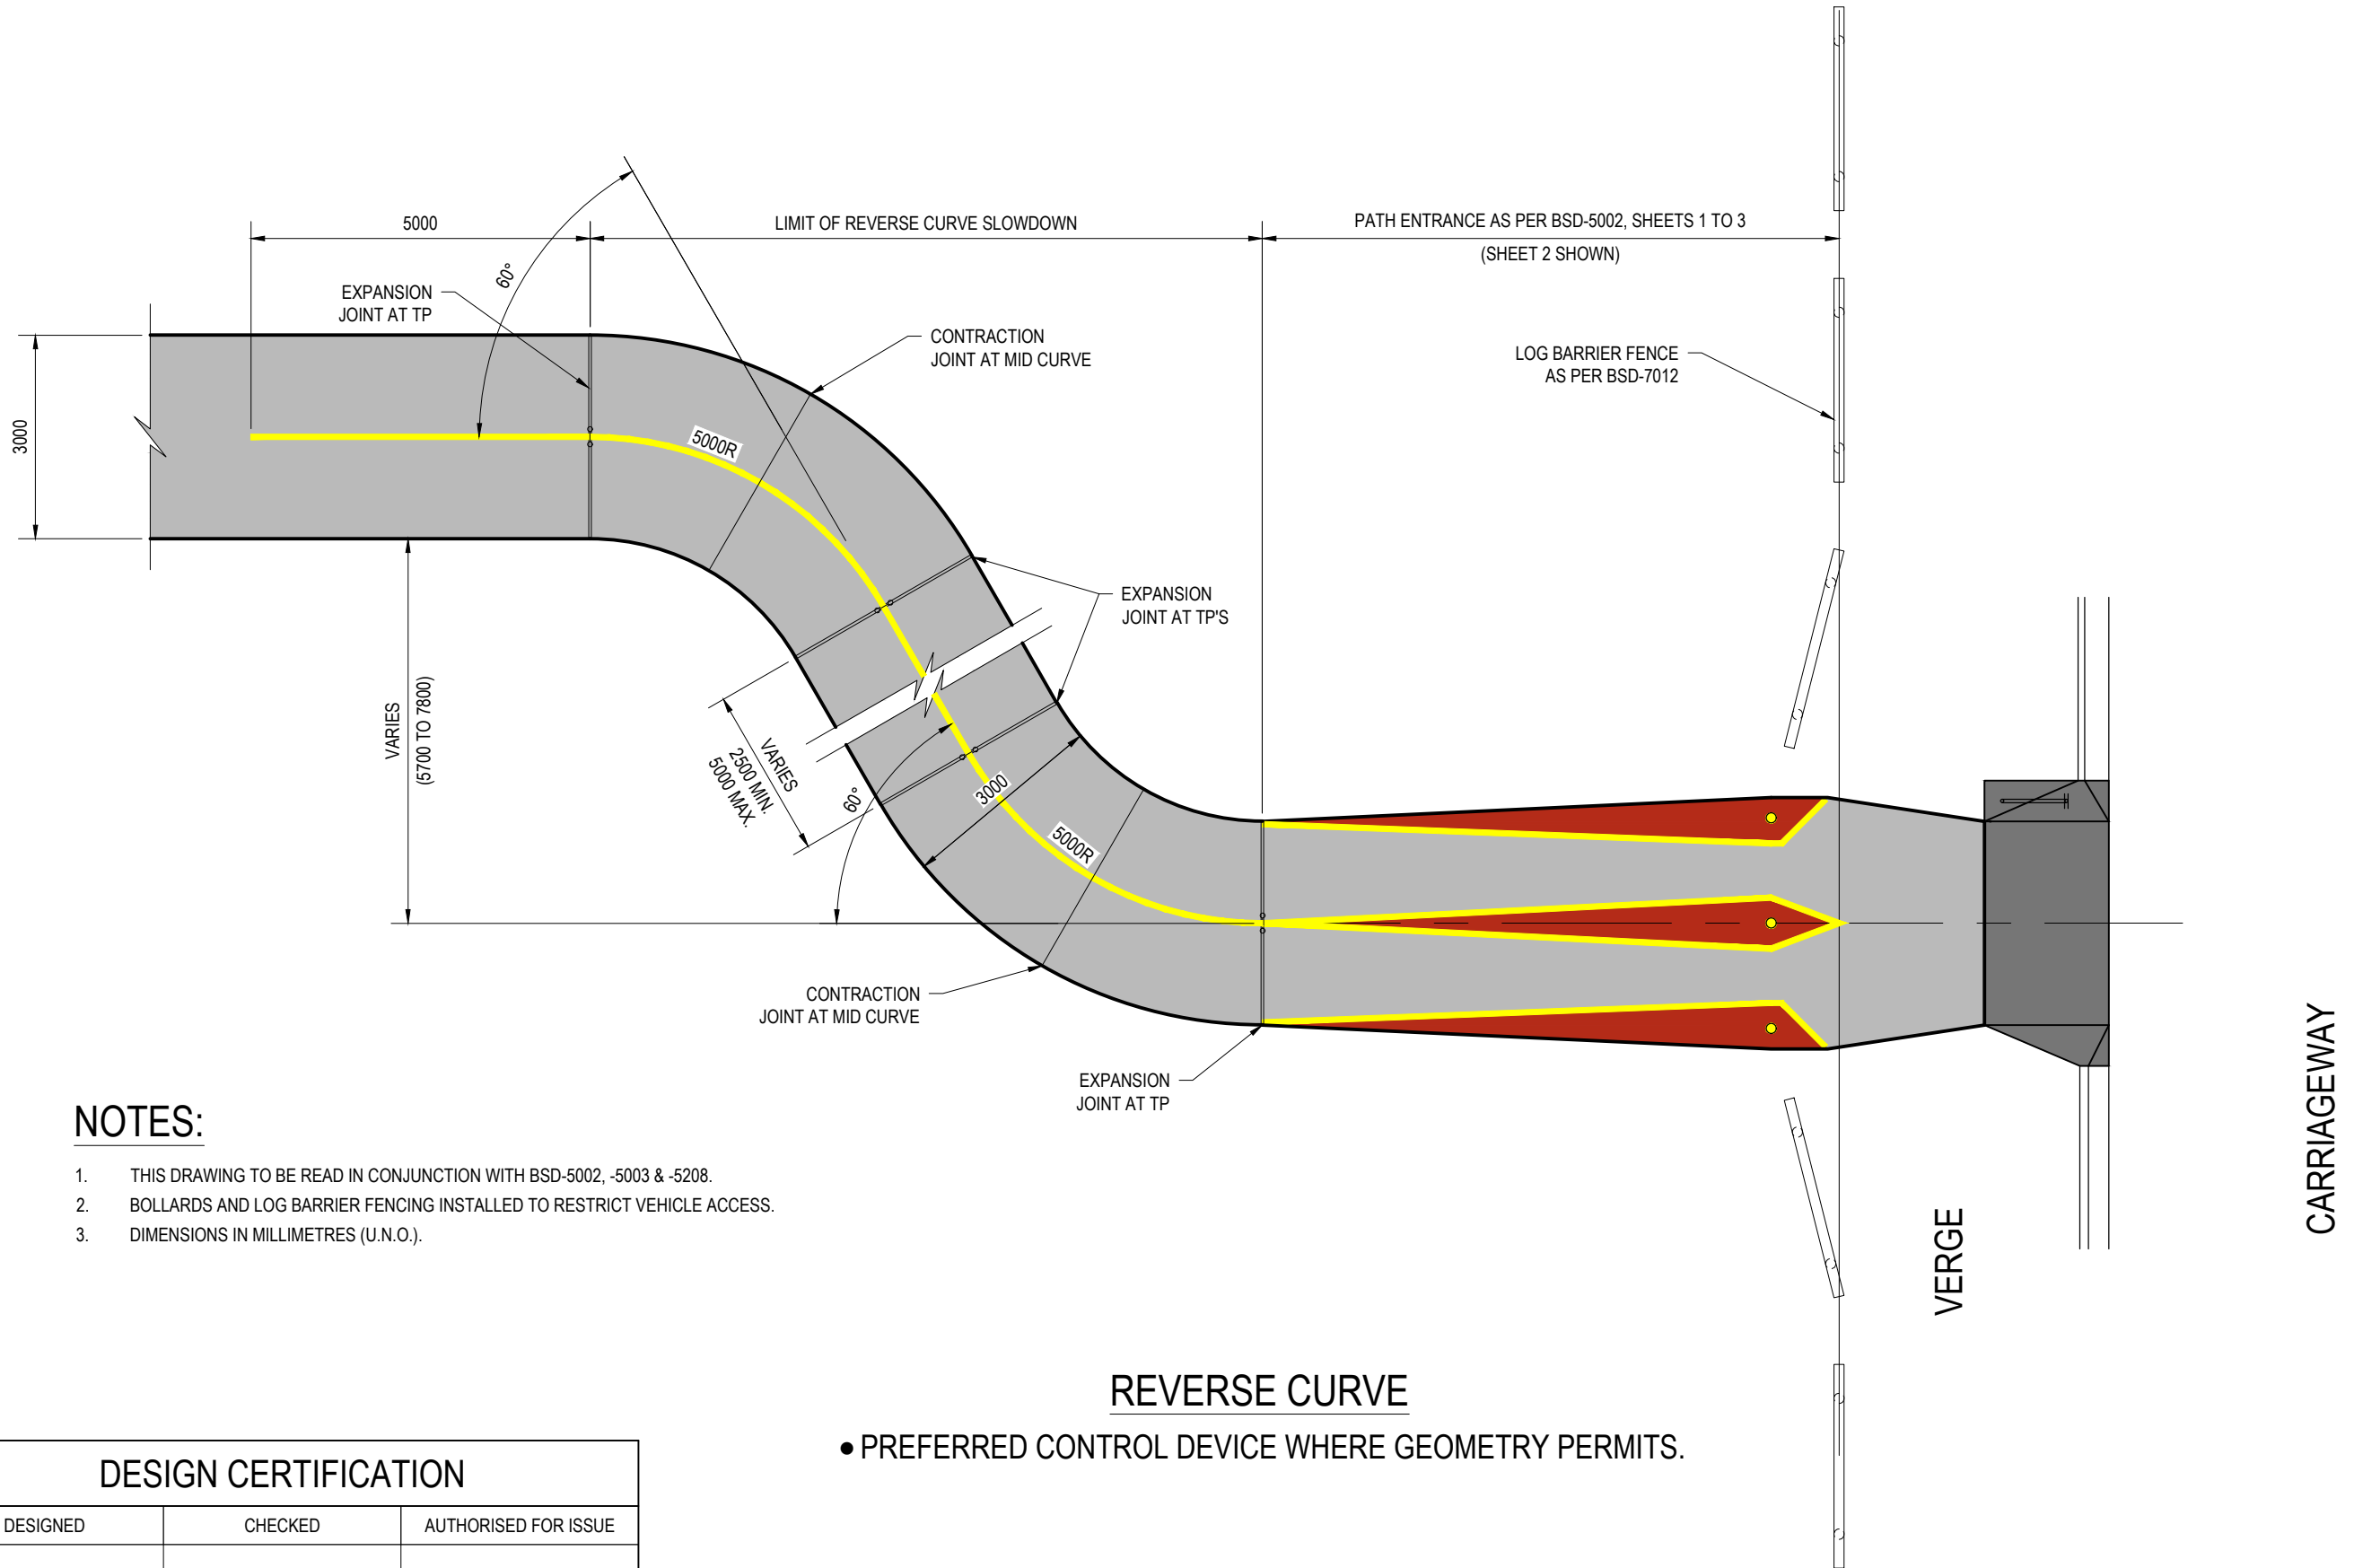 5000
LIMIT OF REVERSE CURVE SLOWDOWN
PATH ENTRANCE AS PER BSD-5002, SHEETS 1 TO 3
(SHEET 2 SHOWN)
60°
EXPANSION
JOINT AT TP
CONTRACTION
JOINT AT MID CURVE
LOG BARRIER FENCE
AS PER BSD-7012
3000
5000R
EXPANSION
JOINT AT TP'S
VARIES
(5700 TO 7800)
VARIES
2500 MIN.
5000 MAX.
60°
3000
5000R
CONTRACTION
JOINT AT MID CURVE
EXPANSION
JOINT AT TP
VERGE
CARRIAGEWAY
NOTES:
1. THIS DRAWING TO BE READ IN CONJUNCTION WITH BSD-5002, -5003 & -5208.
2. BOLLARDS AND LOG BARRIER FENCING INSTALLED TO RESTRICT VEHICLE ACCESS.
3. DIMENSIONS IN MILLIMETRES (U.N.O.).
REVERSE CURVE
● PREFERRED CONTROL DEVICE WHERE GEOMETRY PERMITS.
DESIGN CERTIFICATION
DESIGNED
CHECKED
AUTHORISED FOR ISSUE